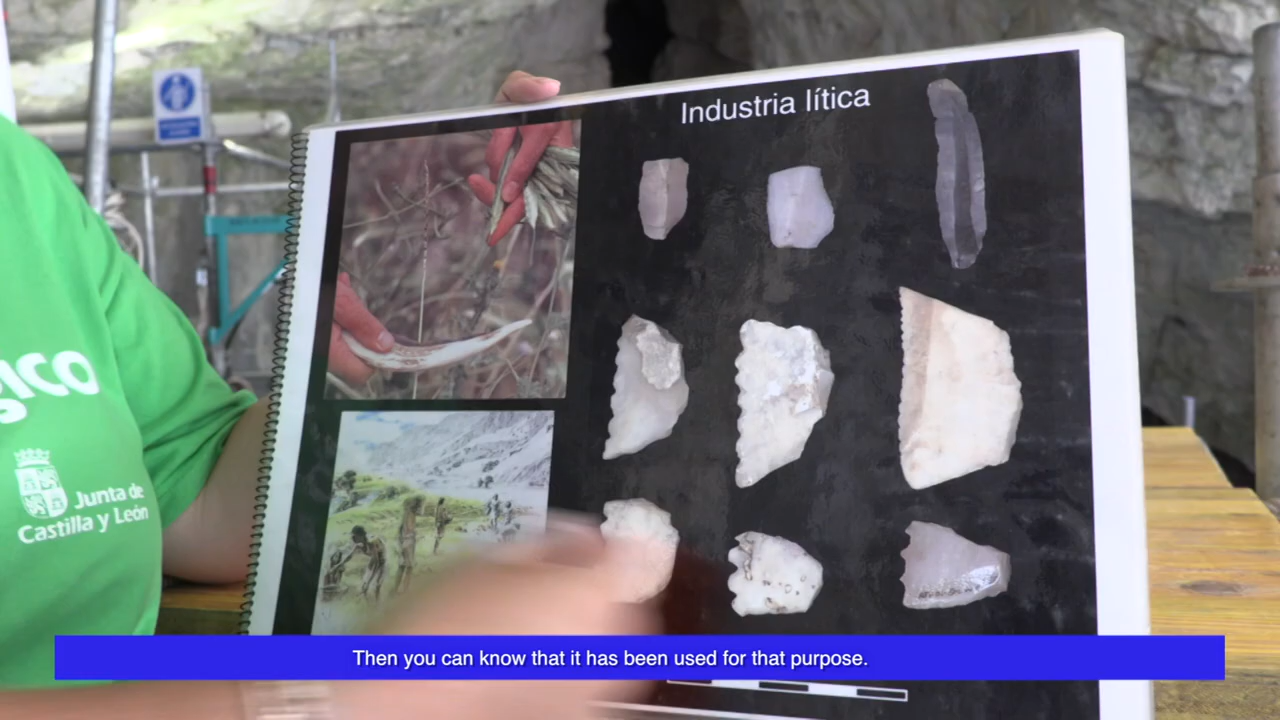 Industria lítica
gico
Junta de
Castilla y León
Then you can know that it has been used for that purpose.